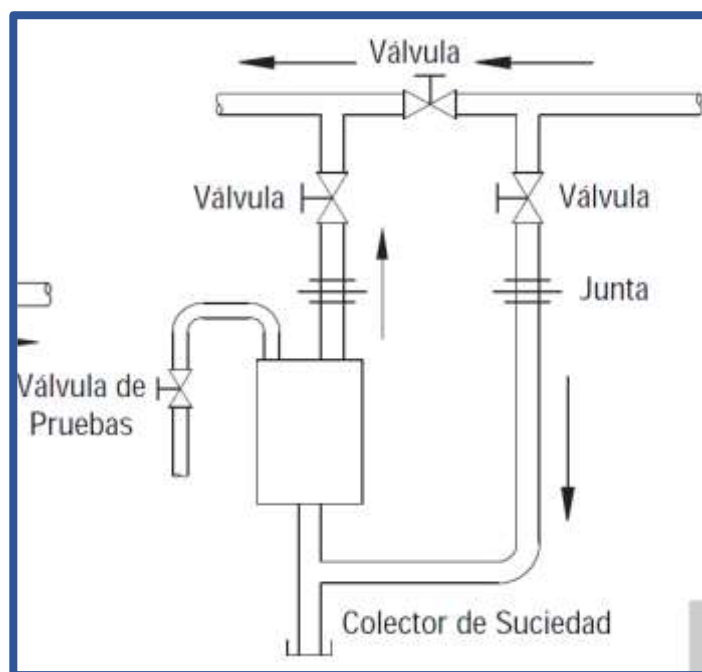 Válvula
Válvula
Válvula
Junta
Válvula de
Pruebas
Colector de Suciedad